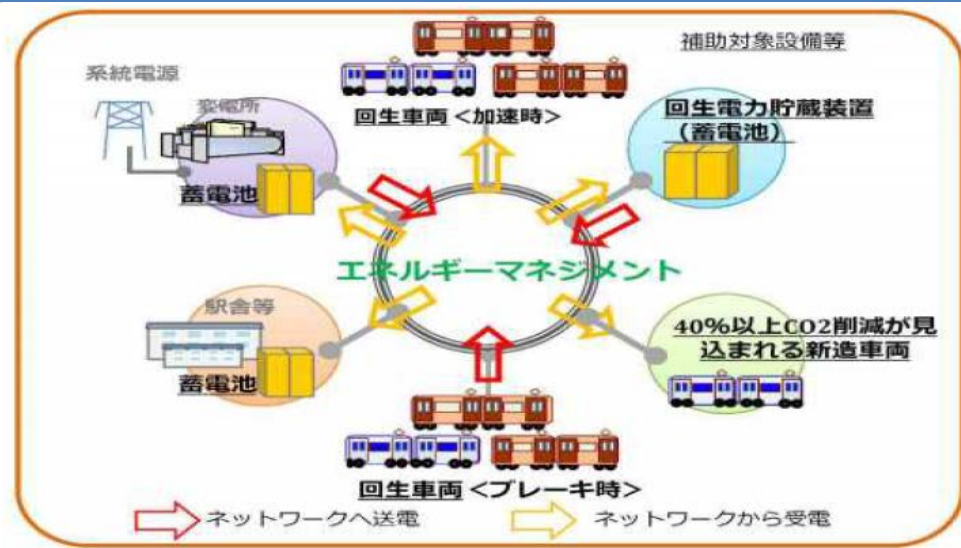 補助対象設備等
系統電源
変電所
蓄電池
回生車両<加速時>
回生電力貯蔵装置
（蓄電池）
エネルギーマネジメント
駅舎等
蓄電池
40%以上CO2削減が見
込まれる新造車両
回生車両<ブレーキ時>
ネットワークへ送電
ネットワークから受電